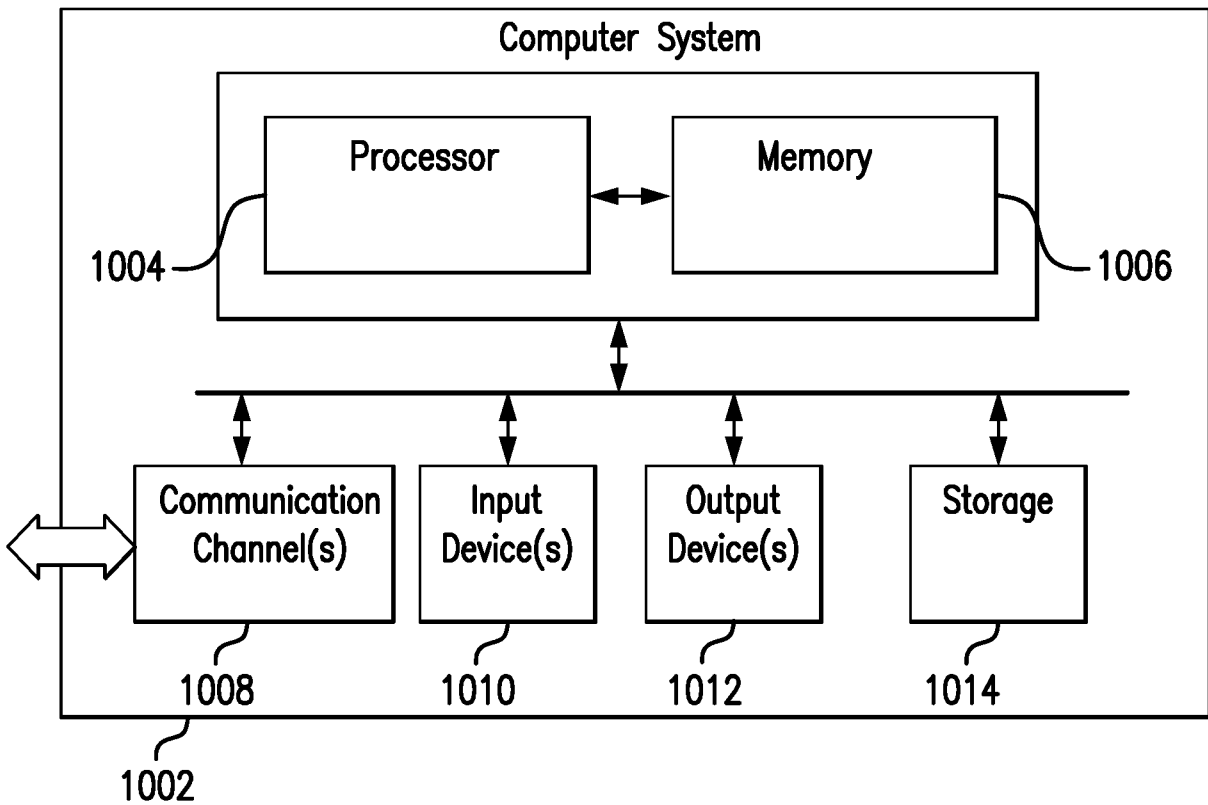 Computer System
Processor
Memory
1004
1006
Communication
Channel(s)
Input
Device(s)
Output
Device(s)
Storage
1008
1010
1012
1014
1002